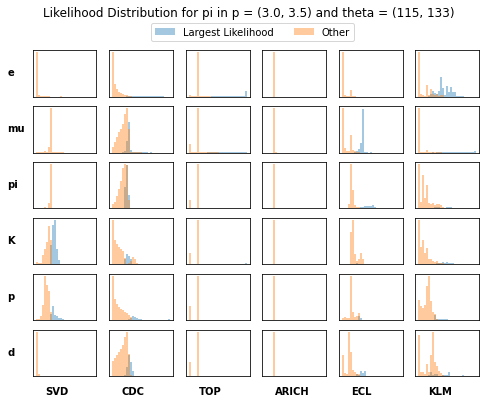 Likelihood Distribution for pi in p = (3.0, 3.5) and theta = (115, 133)
Largest Likelihood Other
e
mu
pi
K
p
d
SVD CDC TOP ARICH ECL KLM